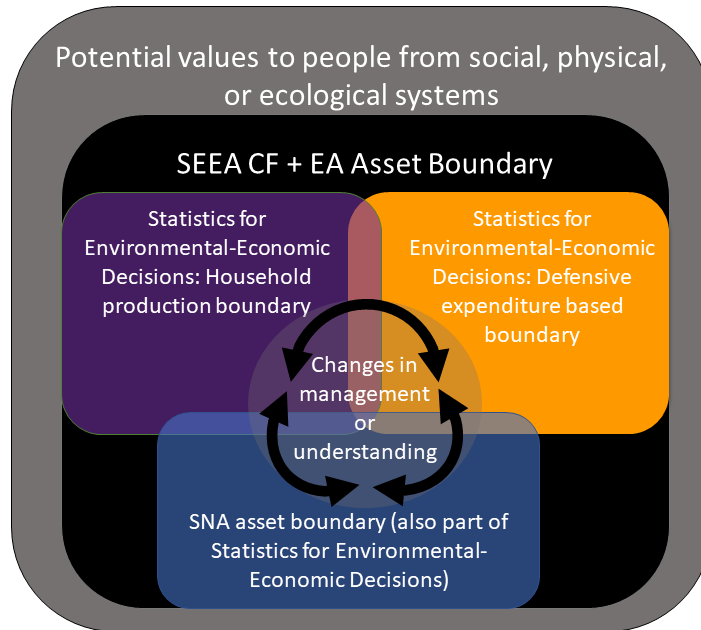 Potential values to people from social, physical,
or ecological systems
SEEA CF + EA Asset Boundary
Statistics for
Environmental-Economic
Decisions: Household
production boundary
Statistics for
Environmental-Economic
Decisions: Defensive
expenditure based
boundary
Changes in
management
or
understanding
SNA asset boundary (also part of
Statistics for Environmental-
Economic Decisions)